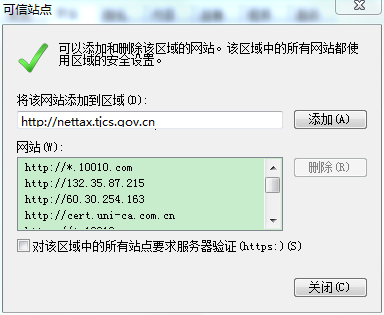 可信站点
可以添加和删除该区域的网站。该区域中的所有网站都使
用区域的安全设置。
将该网站添加到区域(D):
http://nettax.tjcs.gov.cn
添加(A)
网站(W):
http://*.10010.com
删除(R)
http://132.35.87.215
http://60.30.254.163
http://cert.uni-ca.com.cn
对该区域中的所有站点要求服务器验证(https:)(S)
关闭(C)